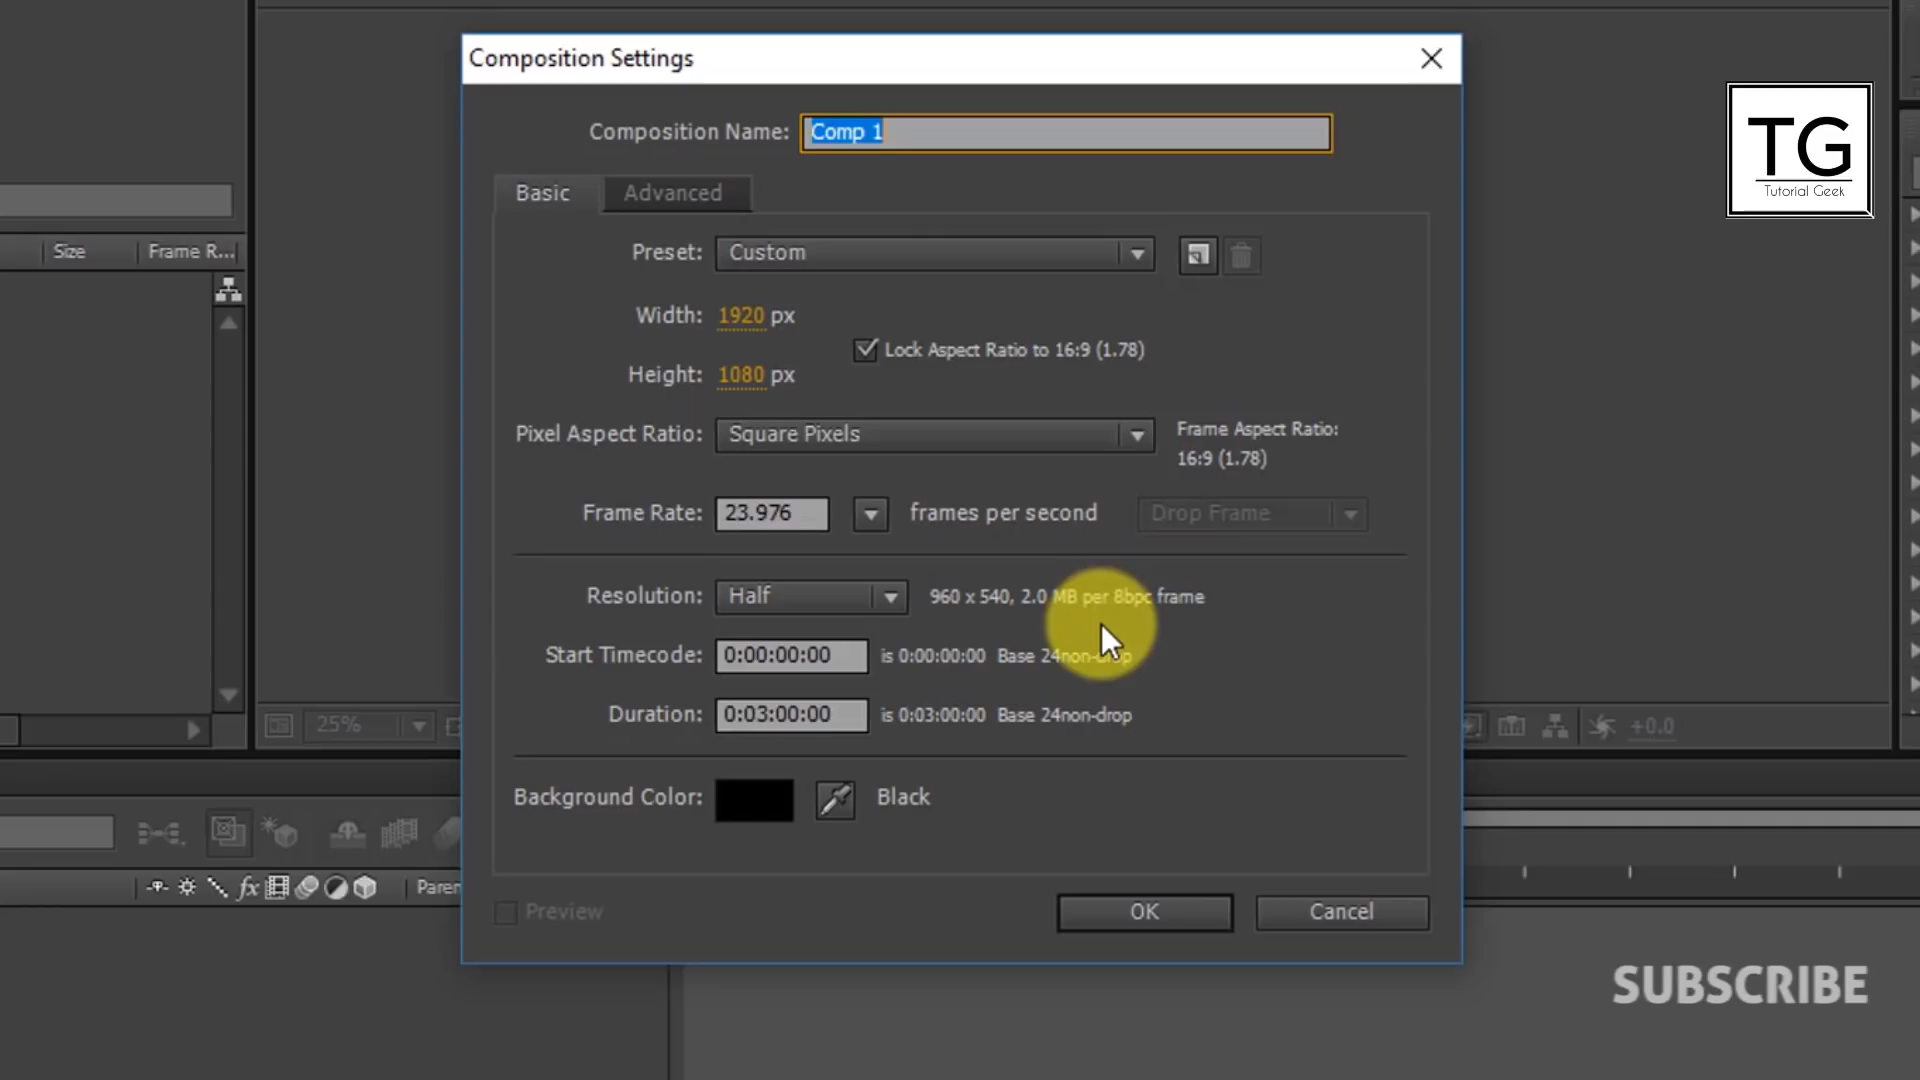 Composition Settings
Composition Name: Comp 1
TG
Tutorial Geek
Basic Advanced
Size Frame R...
Preset: Custom
Width: 1920 px
Lock Aspect Ratio to 16:9 (1.78)
Height: 1080 px
Pixel Aspect Ratio: Square Pixels
Frame Aspect Ratio:
16:9 (1.78)
Frame Rate: 23.976 frames per second Drop Frame
Resolution: Half 960 x 540, 2.0 MB per 8bpc frame
Start Timecode: 0:00:00:00 is 0:00:00:00 Base 24non-drop
Duration: 0:03:00:00 is 0:03:00:00 Base 24non-drop
25%
+0.0
Background Color: Black
fx
Paren
Preview OK Cancel
SUBSCRIBE